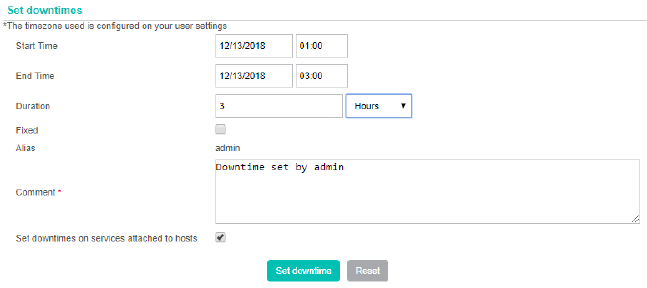 Set downtimes
*The timezone used is configured on your user settings
Start Time 12/13/2018 01:00
End Time 12/13/2018 03:00
Duration 3 Hours
Fixed
Alias admin
Comment * Downtime set by admin
Set downtimes on services attached to hosts
Set downtime Reset